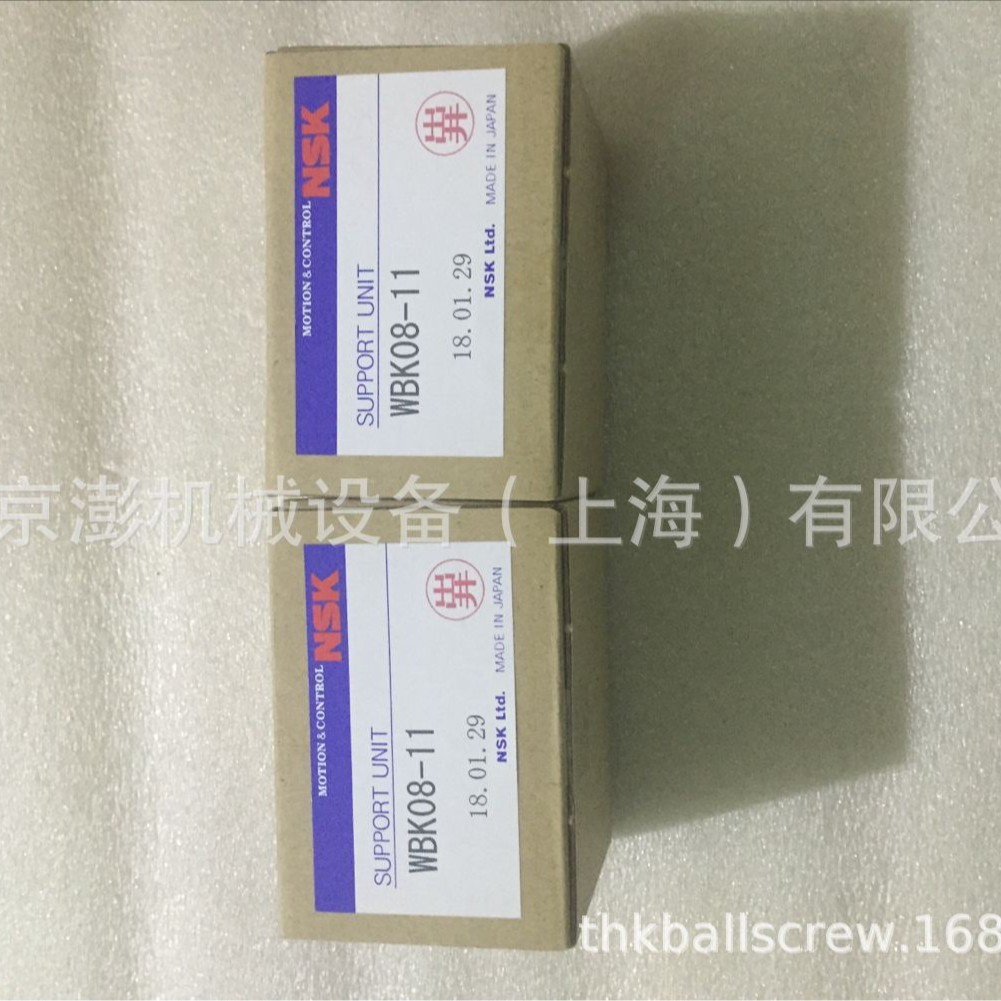 MOTION & CONTROL NSK
SUPPORT UNIT
WBK08-11
18.01.29
NSK Ltd. MADE IN JAPAN
MOTION & CONTROL NSK
SUPPORT UNIT
WBK08-11
18.01.29
NSK Ltd. MADE IN JAPAN
京澎机械设备（上海）有限公
thkballscrew.168